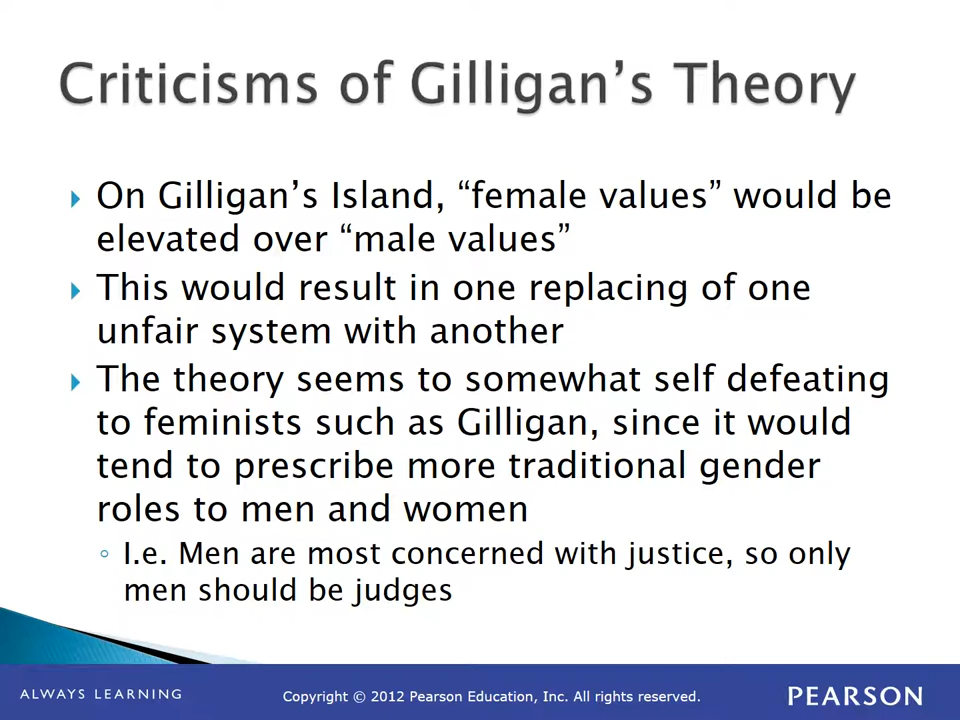 Criticisms of Gilligan’s Theory
On Gilligan’s Island, “female values” would be
elevated over “male values”
This would result in one replacing of one
unfair system with another
The theory seems to somewhat self defeating
to feminists such as Gilligan, since it would
tend to prescribe more traditional gender
roles to men and women
I.e. Men are most concerned with justice, so only
men should be judges
ALWAYS LEARNING
Copyright © 2012 Pearson Education, Inc. All rights reserved.
PEARSON